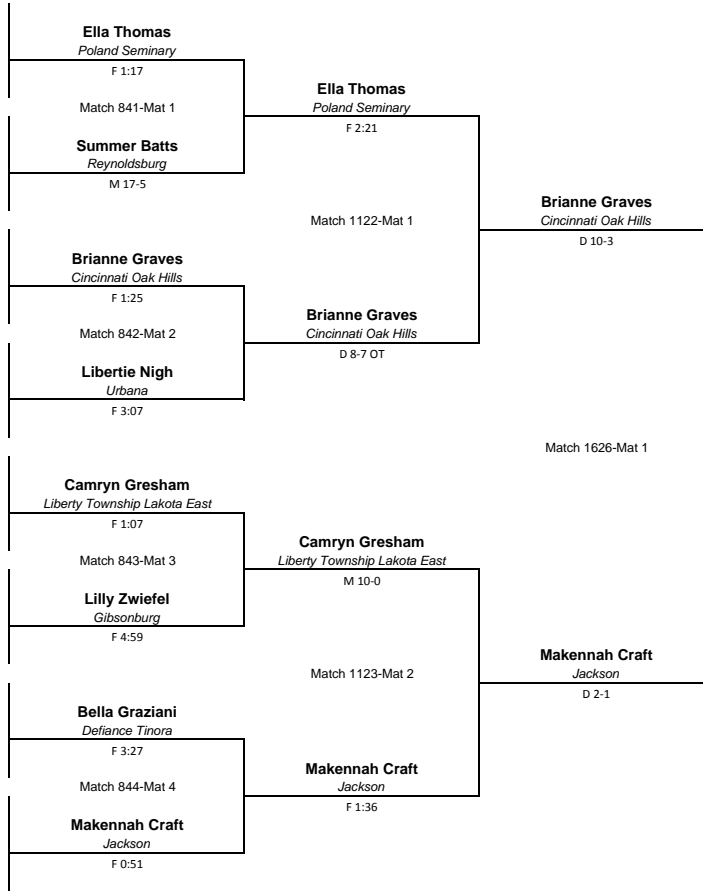 Ella Thomas
Poland Seminary
F 1:17
Match 841-Mat 1
Summer Batts
Reynoldsburg
M 17-5
Brianne Graves
Cincinnati Oak Hills
F 1:25
Match 842-Mat 2
Libertie Nigh
Urbana
F 3:07
Camryn Gresham
Liberty Township Lakota East
F 1:07
Match 843-Mat 3
Lilly Zwiefel
Gibsonburg
F 4:59
Bella Graziani
Defiance Tinora
F 3:27
Match 844-Mat 4
Makennah Craft
Jackson
F 0:51
Ella Thomas
Poland Seminary
F 2:21
Match 1122-Mat 1
Brianne Graves
Cincinnati Oak Hills
D 8-7 OT
Camryn Gresham
Liberty Township Lakota East
M 10-0
Match 1123-Mat 2
Makennah Craft
Jackson
F 1:36
Brianne Graves
Cincinnati Oak Hills
D 10-3
Match 1626-Mat 1
Makennah Craft
Jackson
D 2-1